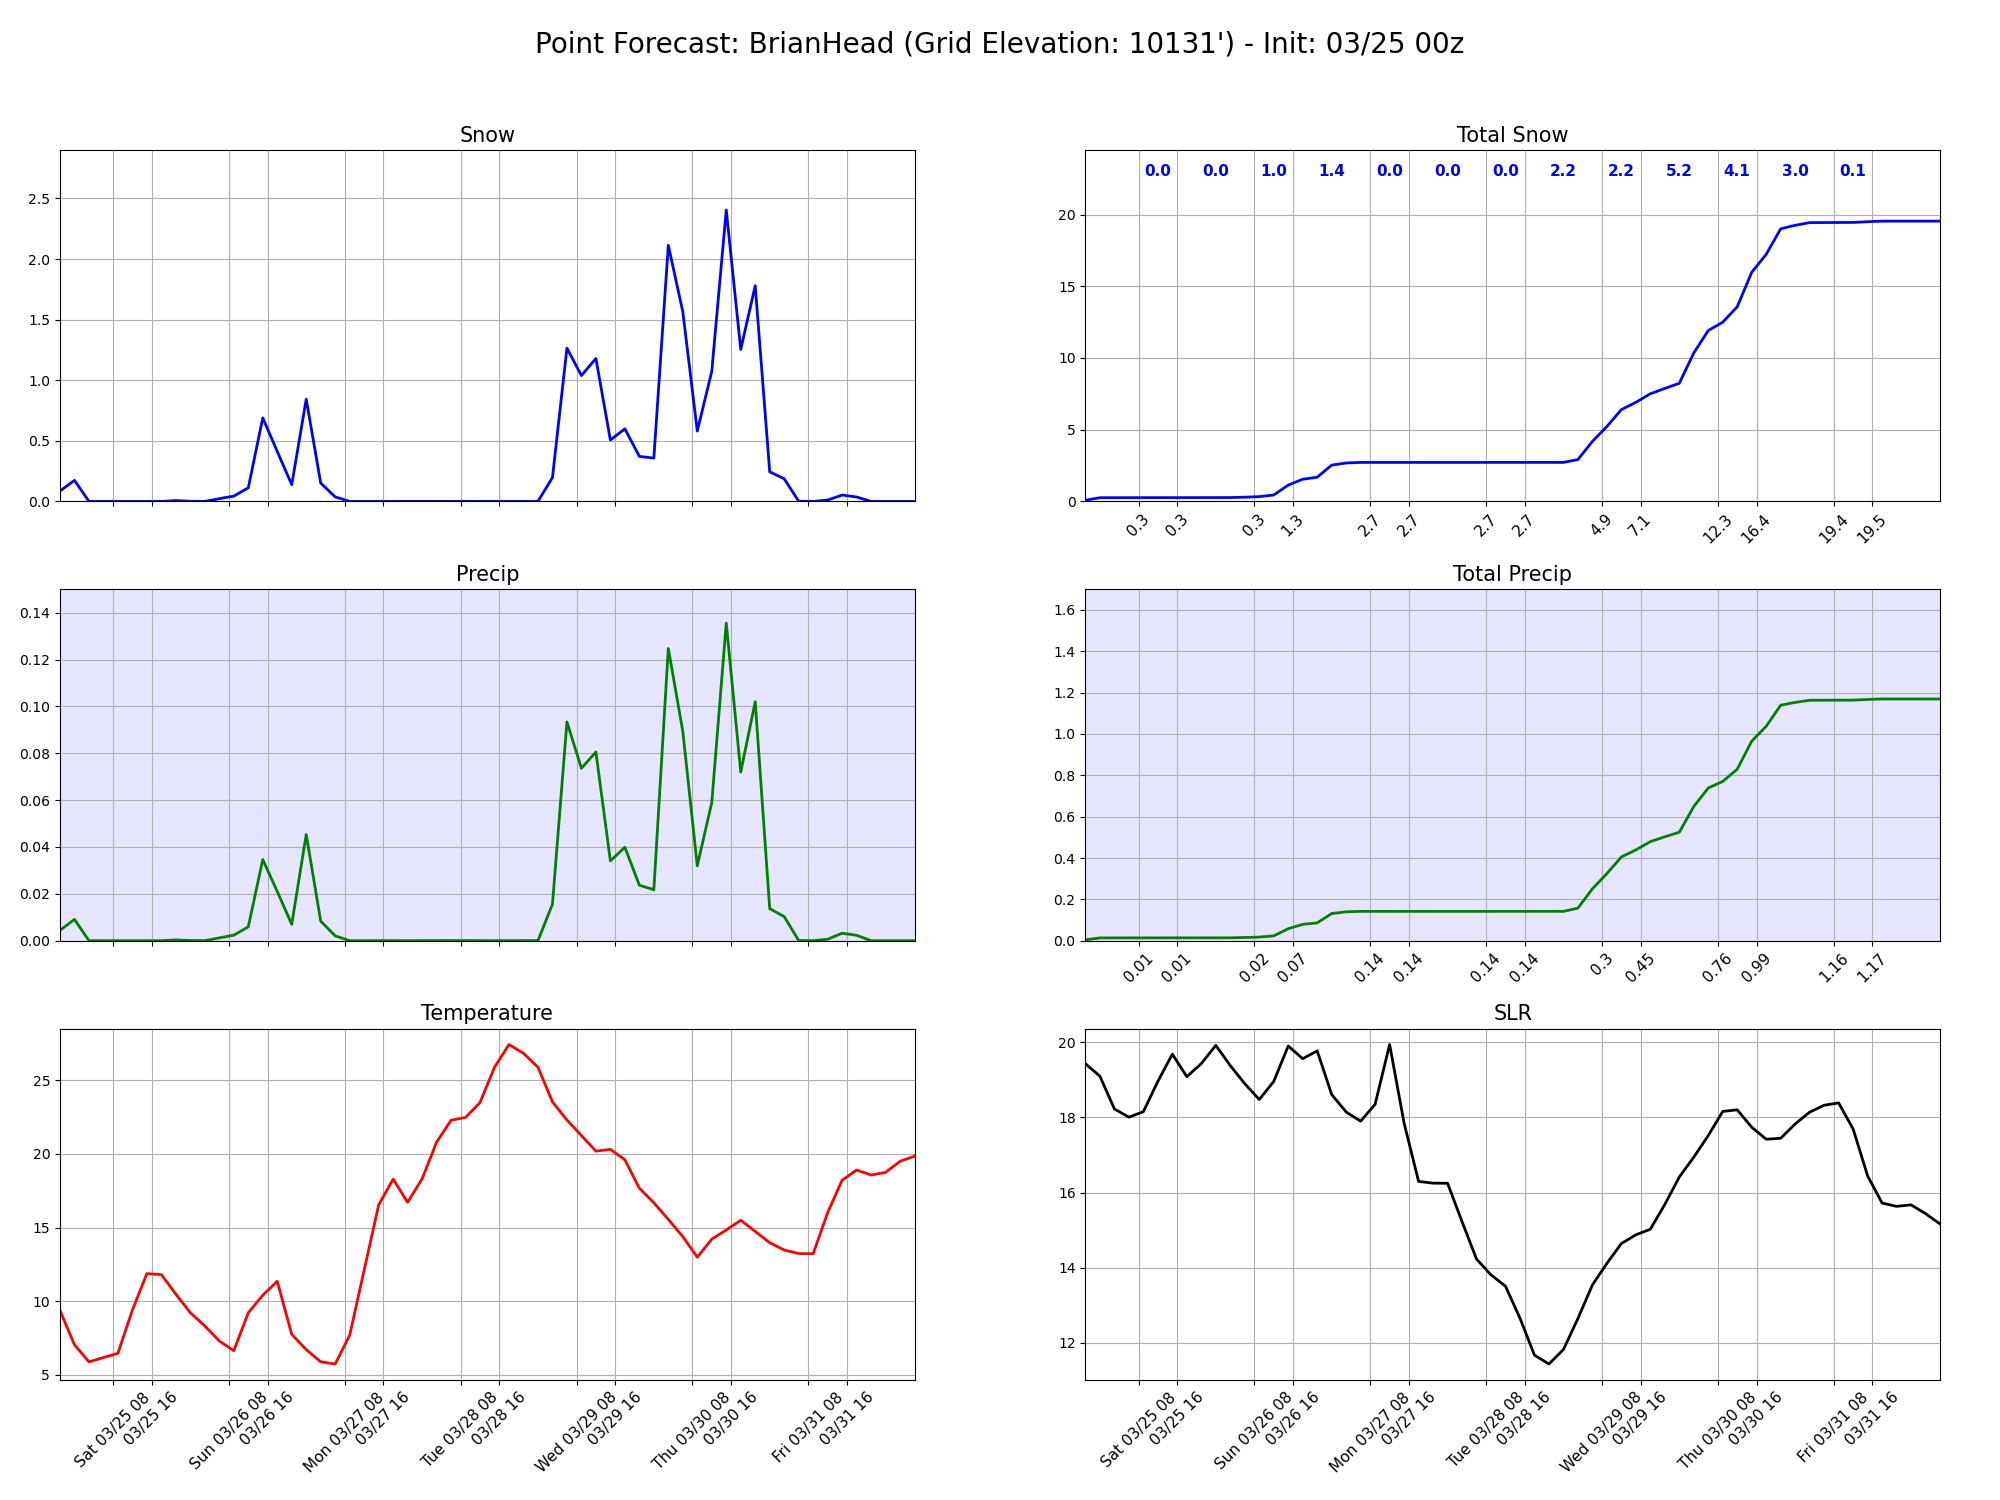 Point Forecast: BrianHead (Grid Elevation: 10131') - Init: 03/25 00z
Snow
2.5
2.0
1.5
1.0
0.5
0.0
Total Snow
0.0 0.0 1.0 1.4 0.0 0.0 0.0 2.2 2.2 5.2 4.1 3.0 0.1
20
15
10
5
0
0.3 0.3 0.3 1.3 2.7 2.7 2.7 2.7 4.9 7.1 12.3 16.4 19.4 19.5
Precip
0.14
0.12
0.10
0.08
0.06
0.04
0.02
0.00
Total Precip
1.6
1.4
1.2
1.0
0.8
0.6
0.4
0.2
0.0
0.01 0.01 0.02 0.07 0.14 0.14 0.14 0.14 0.3 0.45 0.76 0.99 1.16 1.17
Temperature
25
20
15
10
5
Sat 03/25 08
03/25 16
Sun 03/26 08
03/26 16
Mon 03/27 08
03/27 16
Tue 03/28 08
03/28 16
Wed 03/29 08
03/29 16
Thu 03/30 08
03/30 16
Fri 03/31 08
03/31 16
SLR
20
18
16
14
12
Sat 03/25 08
03/25 16
Sun 03/26 08
03/26 16
Mon 03/27 08
03/27 16
Tue 03/28 08
03/28 16
Wed 03/29 08
03/29 16
Thu 03/30 08
03/30 16
Fri 03/31 08
03/31 16